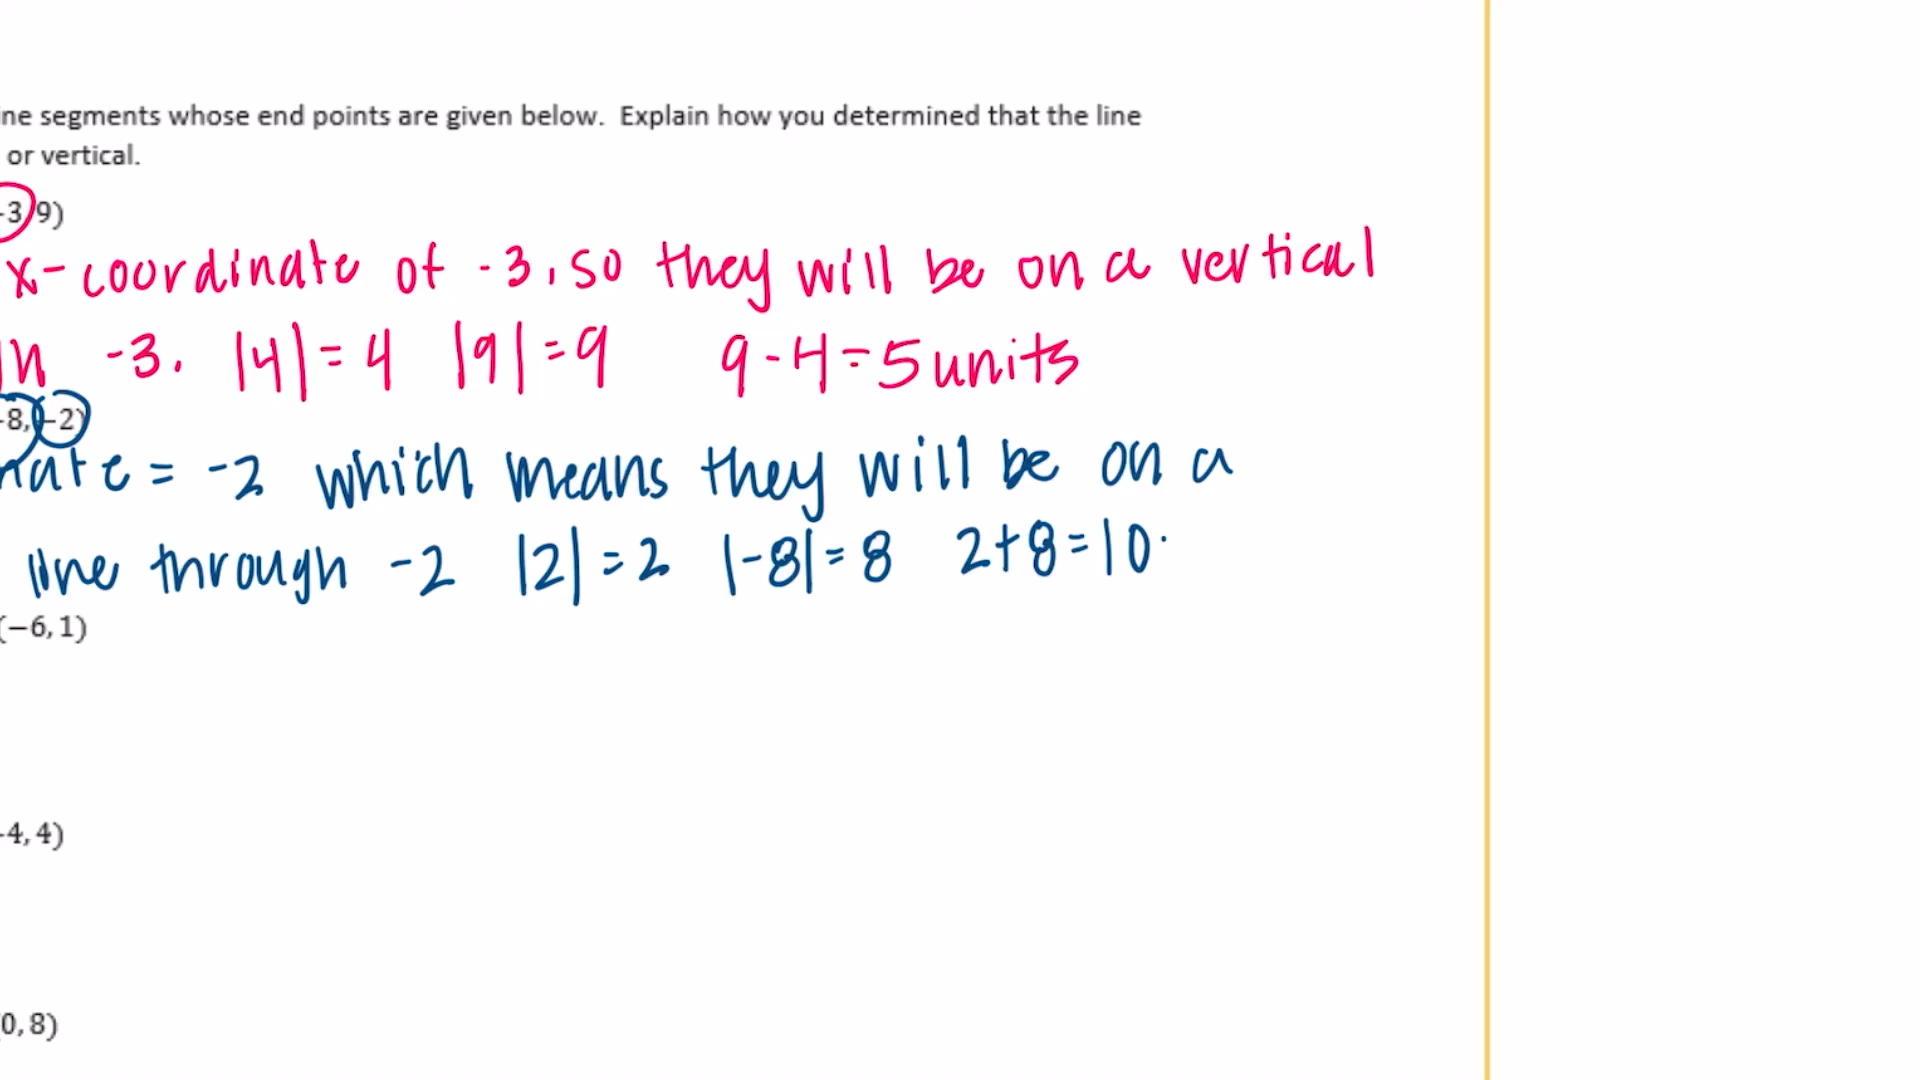 ine segments whose end points are given below. Explain how you determined that the line
or vertical.
-3, 9)
x-coordinate of -3, so they will be on a vertical
-3. |4| = 4 |9| = 9 9-4=5 units
-8, -2)
nate = -2 which means they will be on a
line through -2 |2| = 2 |-8| = 8 2+8=10.
(−6, 1)
-4, 4)
0, 8)